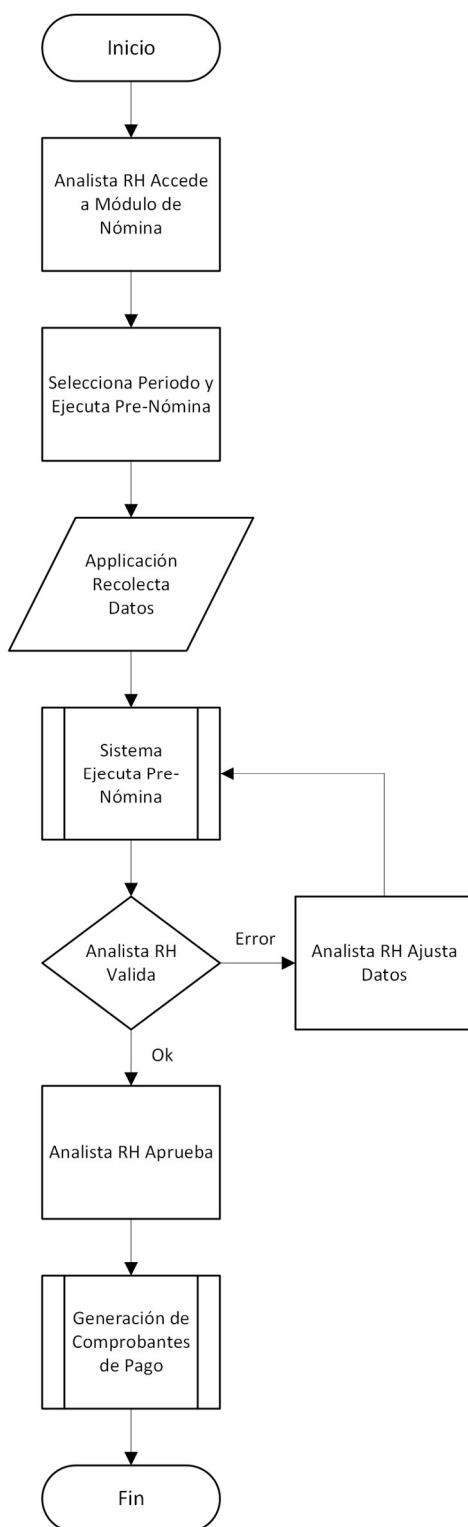 Inicio
Analista RH Accede
a Módulo de
Nómina
Selecciona Periodo y
Ejecuta Pre-Nómina
Applicación
Recolecta
Datos
Sistema
Ejecuta Pre-
Nómina
Analista RH
Valida
Error
Analista RH Ajusta
Datos
Ok
Analista RH Aprueba
Generación de
Comprobantes
de Pago
Fin